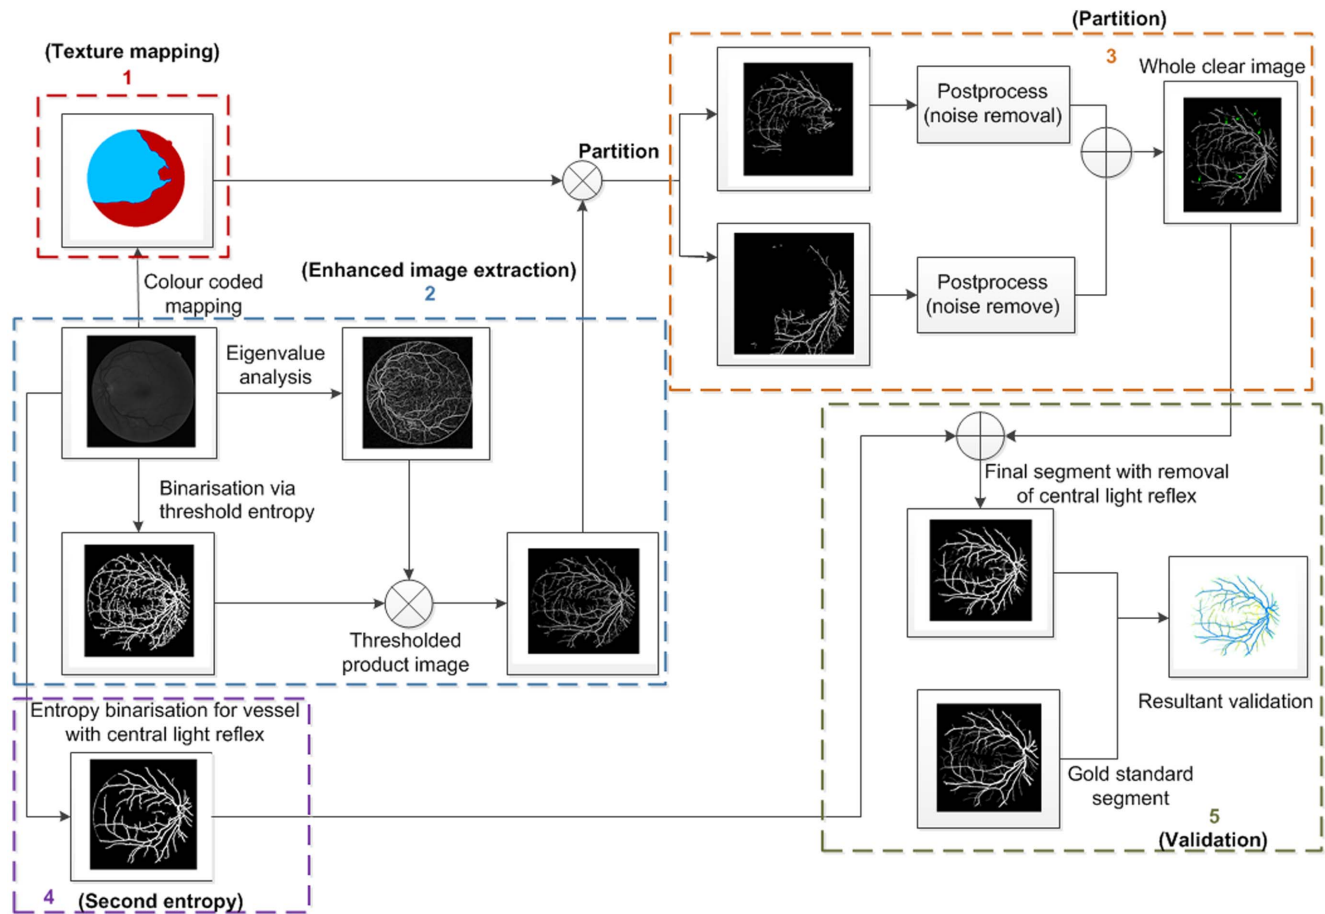 (Texture mapping)
1
(Partition)
3
Whole clear image
Postprocess
(noise removal)
Partition
Colour coded
mapping
(Enhanced image extraction)
2
Postprocess
(noise remove)
Eigenvalue
analysis
Binarisation via
threshold entropy
Thresholded
product image
Final segment with removal
of central light reflex
Resultant validation
Gold standard
segment
5
(Validation)
Entropy binarisation for vessel
with central light reflex
4
(Second entropy)